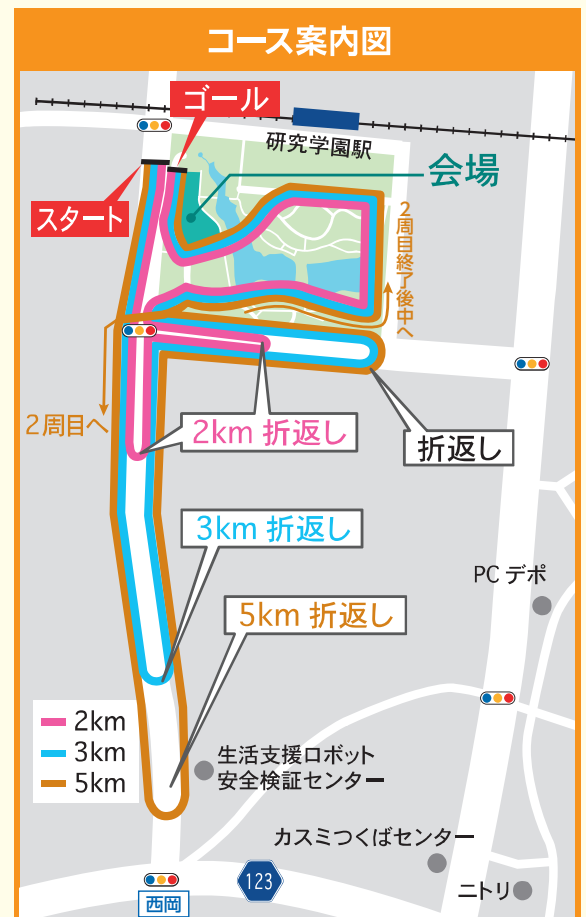 コース案内図
ゴール
研究学園駅
会場
スタート
2周目終了後中へ
2周目へ
2km 折返し
折返し
3km 折返し
PC デポ
5km 折返し
2km
3km
5km
生活支援ロボット
安全検証センター
カスミつくばセンター
123
ニトリ
西岡